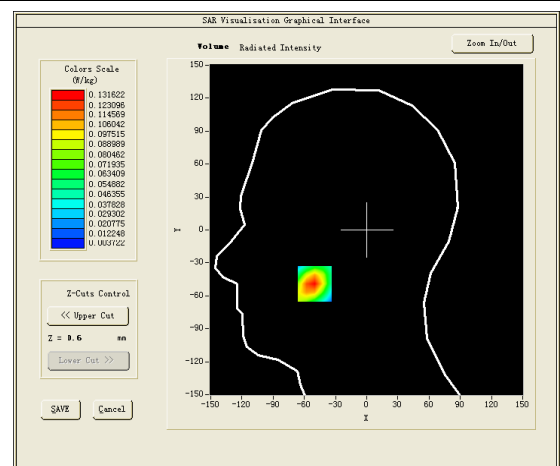 SAR Visualisation Graphical Interface
Volume Radiated Intensity
Zoom In/Out
Colors Scale
(W/kg)
0.131622
0.123096
0.114569
0.106042
0.097515
0.088989
0.080462
0.071935
0.063409
0.054882
0.046355
0.037828
0.029302
0.020775
0.012248
0.003722
150
120
90
60
30
0
-30
-60
-90
-120
-150
Y
-150 -120 -90 -60 -30 0 30 60 90 120 150
X
Z-Cuts Control
<< Upper Cut
Z = 0.6 mm
Lower Cut >>
SAVE Cancel